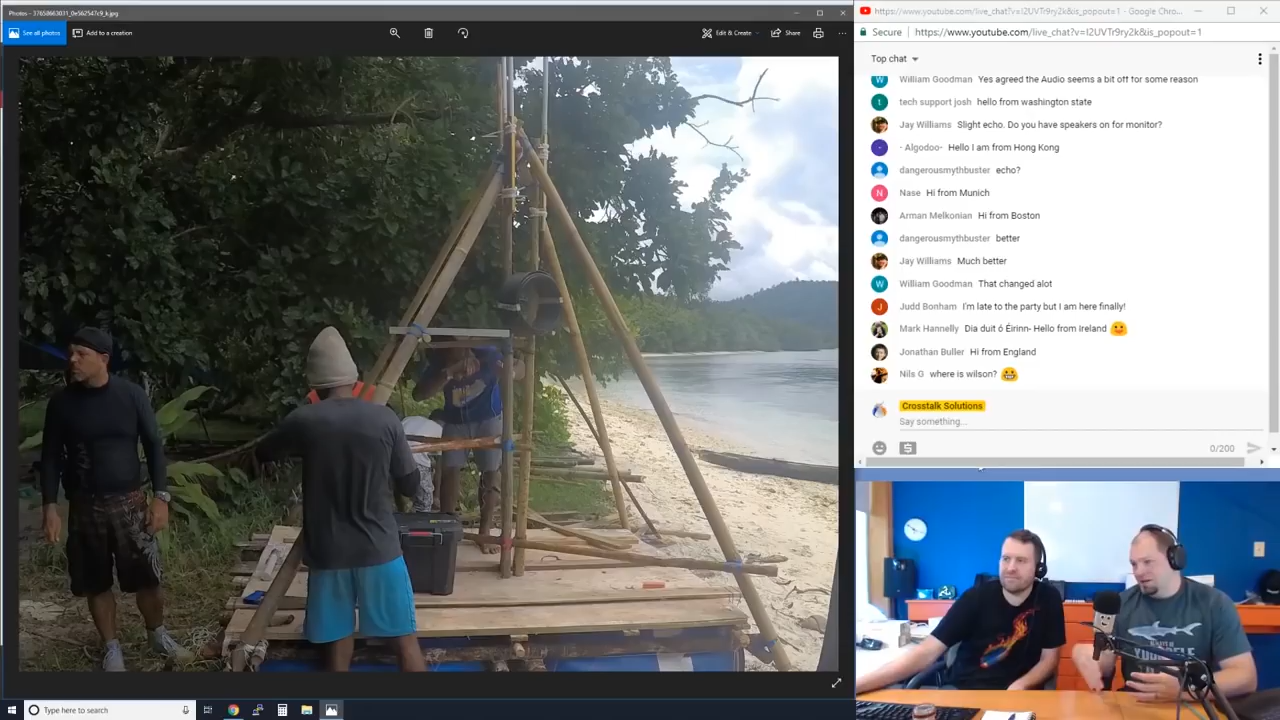 Photos - 37658663031_0e562547c9_k.jpg
See all photos
Add to a creation
Edit & Create
Share
https://www.youtube.com/live_chat?v=I2UVTr9ry2k&is_popout=1 - Google Chro...
Secure
https://www.youtube.com/live_chat?v=I2UVTr9ry2k&is_popout=1
Top chat
William Goodman Yes agreed the Audio seems a bit off for some reason
tech support josh hello from washington state
Jay Williams Slight echo. Do you have speakers on for monitor?
- Algodoo- Hello I am from Hong Kong
dangerousmythbuster echo?
Nase Hi from Munich
Arman Melkonian Hi from Boston
dangerousmythbuster better
Jay Williams Much better
William Goodman That changed alot
Judd Bonham I'm late to the party but I am here finally!
Mark Hannelly Dia duit ó Éirinn- Hello from Ireland
Jonathan Buller Hi from England
Nils G where is wilson?
Crosstalk Solutions
Say something...
0/200
Type here to search